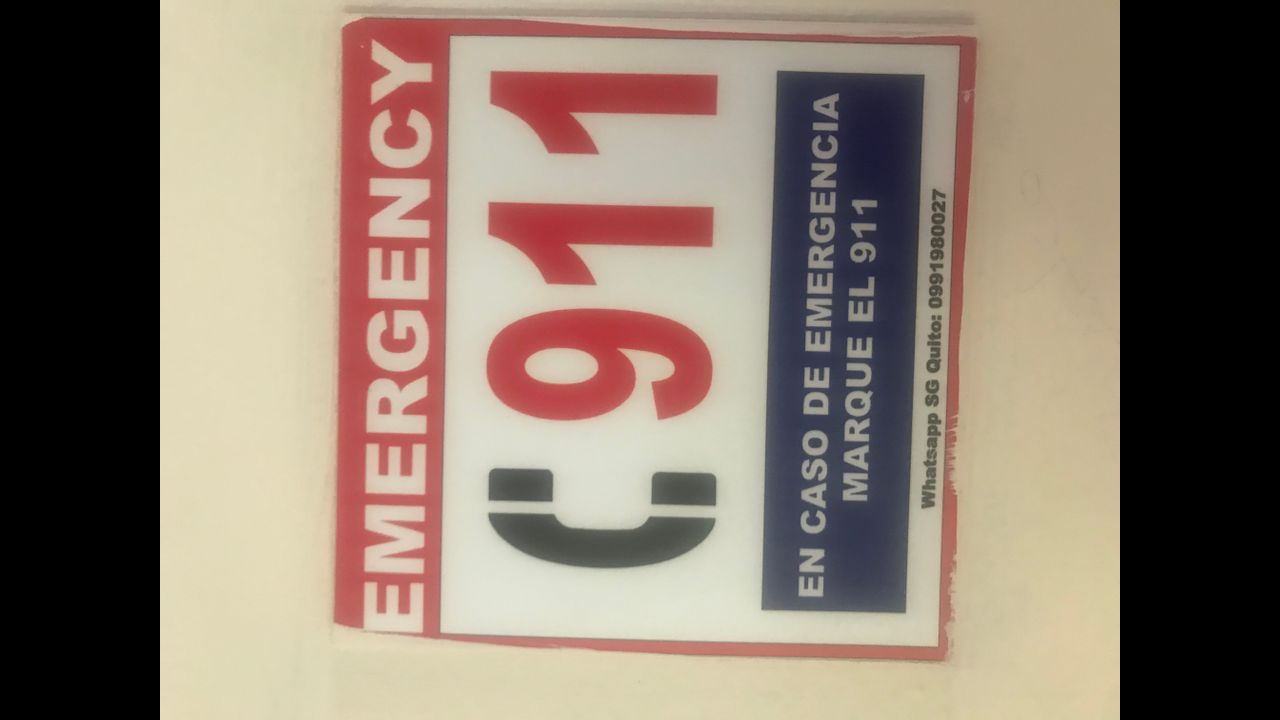 EMERGENCY
911
EN CASO DE EMERGENCIA
MARQUE EL 911
Whatsapp SG Quito: 0991980027